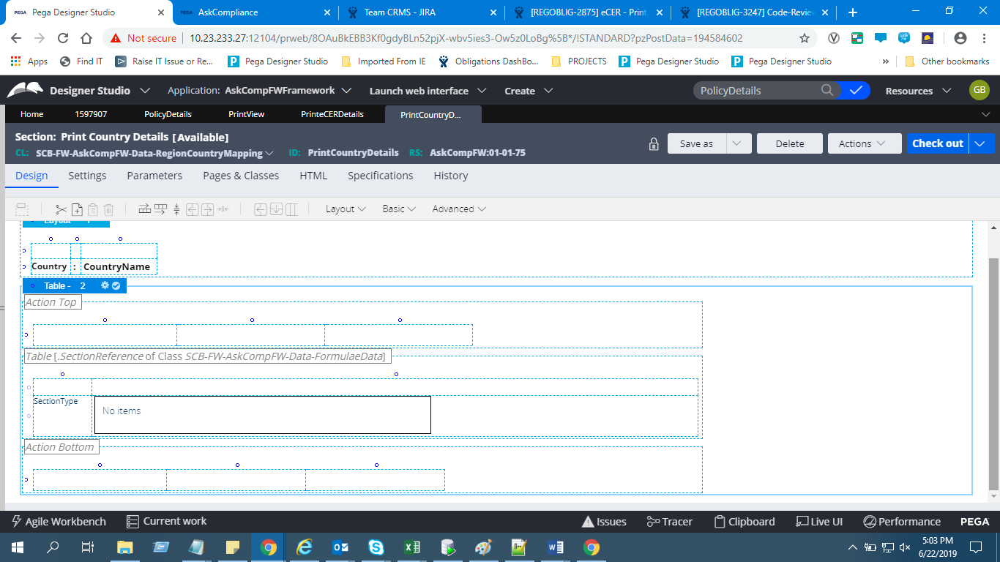 PEGA Pega Designer Studio
PEGA AskCompliance
Team CRMS - JIRA
[REGOBLIG-2875] eCER - Print
[REGOBLIG-3247] Code-Review
Not secure 10.23.233.27:12104/prweb/8OAuBkEBB3Kf0gdyBLn52pjX-wbv5ies3-Ow5z0LoBg%5B*/!STANDARD?pzPostData=194584602
Apps Find IT Raise IT Issue or Re... Pega Designer Studio Imported From IE Obligations DashBo... PROJECTS Pega Designer Studio Pega Designer Studio » Other bookmarks
Designer Studio Application: AskCompFWFramework Launch web interface Create PolicyDetails Resources GB
Home 1597907 PolicyDetails PrintView PrinteCERDetails PrintCountryD...
Section: Print Country Details [Available]
CL: SCB-FW-AskCompFW-Data-RegionCountryMapping ID: PrintCountryDetails RS: AskCompFW:01-01-75
Save as Delete Actions Check out
Design Settings Parameters Pages & Classes HTML Specifications History
Layout Basic Advanced
Country : CountryName
Table - 2
Action Top
Table [.SectionReference of Class SCB-FW-AskCompFW-Data-FormulaeData]
SectionType No items
Action Bottom
Agile Workbench Current work Issues Tracer Clipboard Live UI Performance PEGA
5:03 PM
6/22/2019